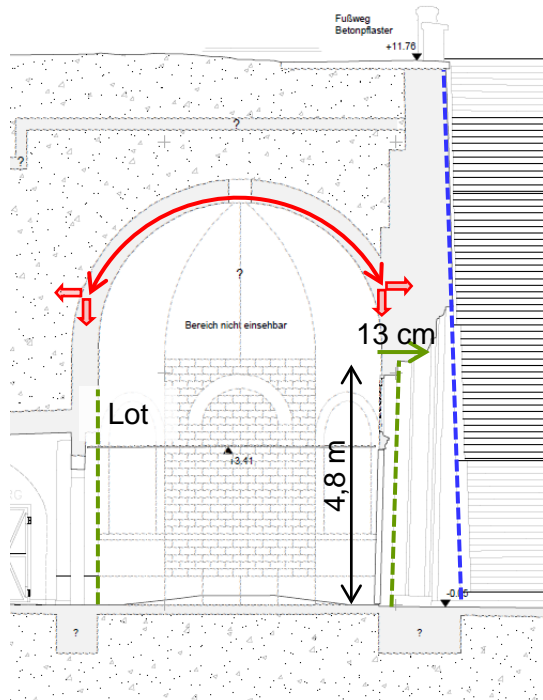 Fußweg
Betonpflaster
+11.76
?
?
?
Bereich nicht einsehbar
13 cm
Lot
+3.41
4,8 m
?
?